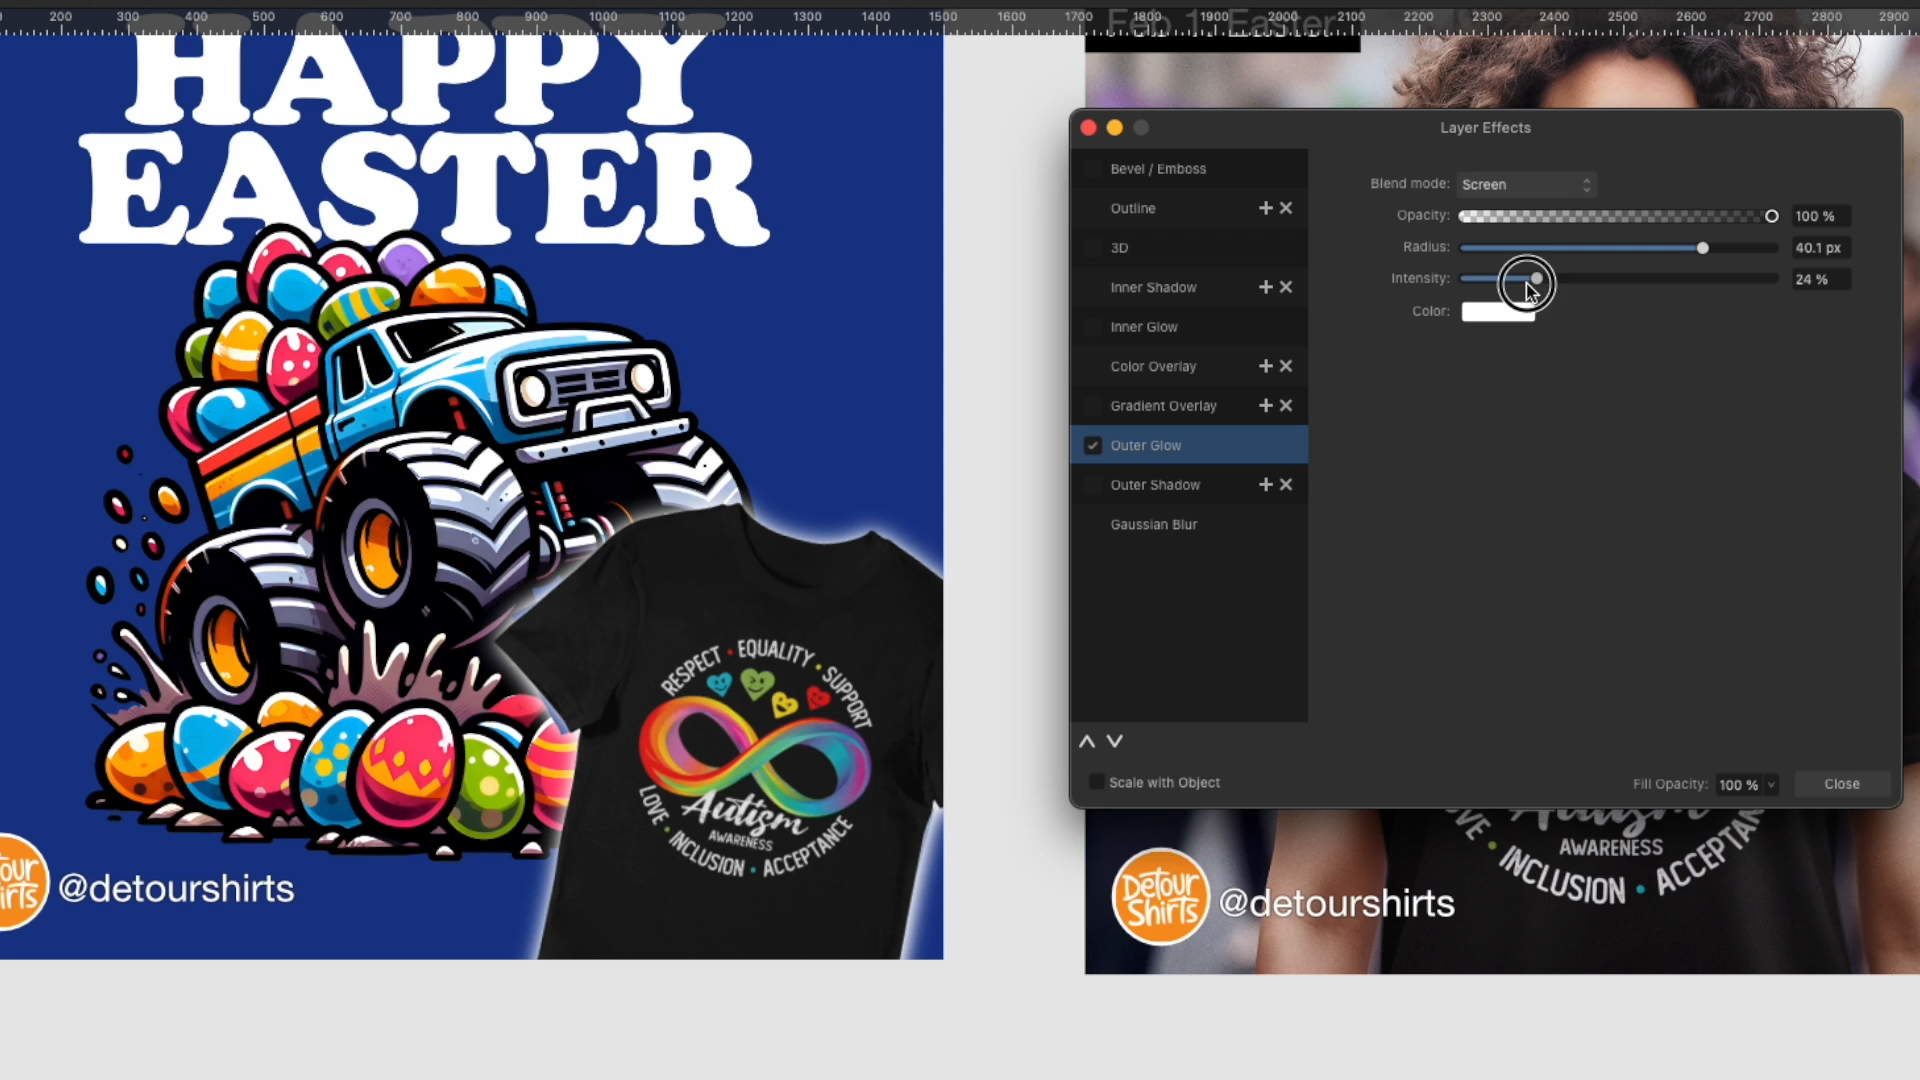 200 300 400 500 600 700 800 900 1000 1100 1200 1300 1400 1500 1600 1700 1800 1900 2000 2100 2200 2300 2400 2500 2600 2700 2800 2900
HAPPY
EASTER
RESPECT • EQUALITY • SUPPORT
Autism
AWARENESS
LOVE • INCLUSION • ACCEPTANCE
@detourshirts
Layer Effects
Bevel / Emboss
Outline
3D
Inner Shadow
Inner Glow
Color Overlay
Gradient Overlay
Outer Glow
Outer Shadow
Gaussian Blur
Blend mode: Screen
Opacity: 100 %
Radius: 40.1 px
Intensity: 24 %
Color:
Scale with Object
Fill Opacity: 100 %
Close
AWARENESS
INCLUSION •
Detour
Shirts
@detourshirts